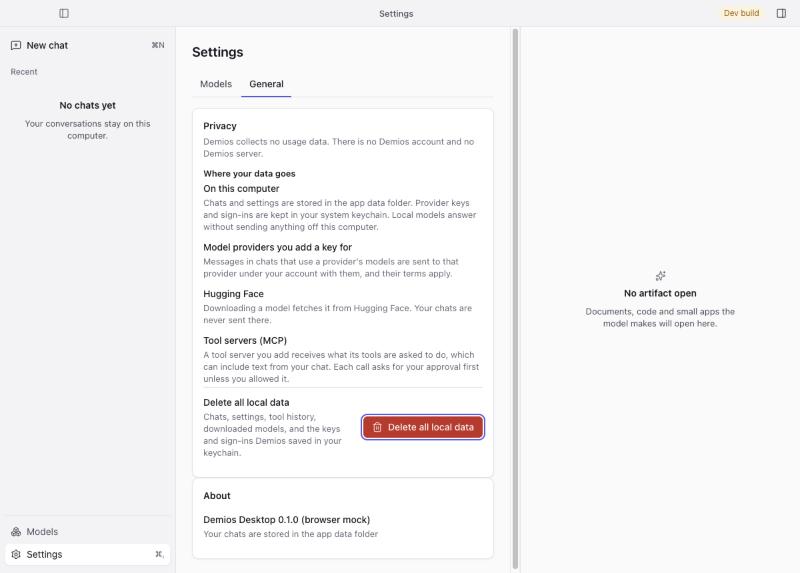 Settings
Dev build
New chat
⌘N
Recent
No chats yet
Your conversations stay on this
computer.
Models
Settings
⌘,
Settings
Models
General
Privacy
Demios collects no usage data. There is no Demios account and no
Demios server.
Where your data goes
On this computer
Chats and settings are stored in the app data folder. Provider keys
and sign-ins are kept in your system keychain. Local models answer
without sending anything off this computer.
Model providers you add a key for
Messages in chats that use a provider's models are sent to that
provider under your account with them, and their terms apply.
Hugging Face
Downloading a model fetches it from Hugging Face. Your chats are
never sent there.
Tool servers (MCP)
A tool server you add receives what its tools are asked to do, which
can include text from your chat. Each call asks for your approval first
unless you allowed it.
Delete all local data
Chats, settings, tool history,
downloaded models, and the keys
and sign-ins Demios saved in your
keychain.
Delete all local data
About
Demios Desktop 0.1.0 (browser mock)
Your chats are stored in the app data folder
No artifact open
Documents, code and small apps the
model makes will open here.